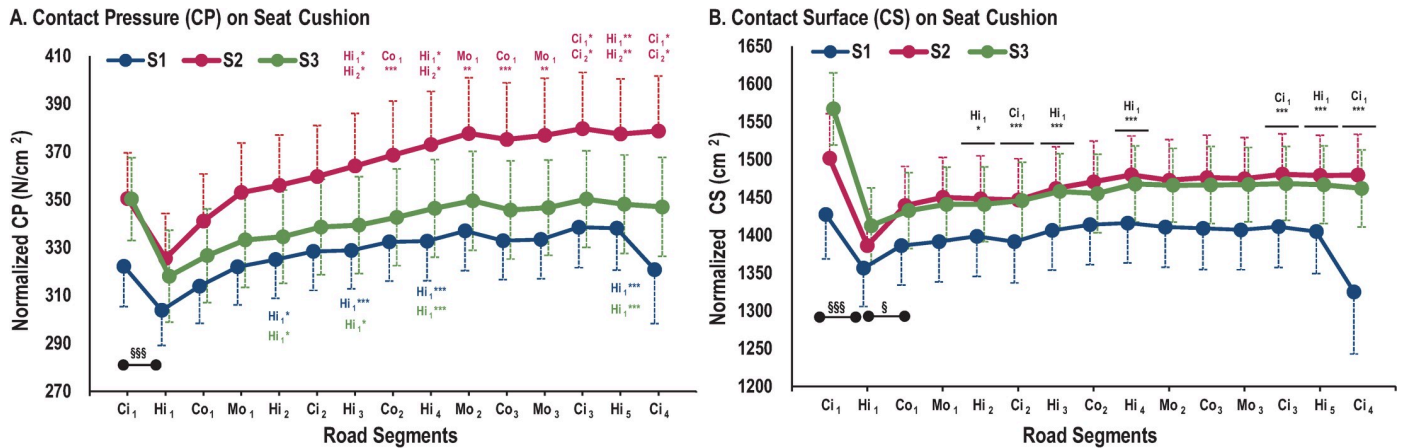 A. Contact Pressure (CP) on Seat Cushion
S1 S2 S3
Normalized CP (N/cm²)
410
390
370
350
330
310
290
270
Hi₁* Co₁ Hi₁* Mo₁ Co₁ Mo₁ Ci₁* Hi₁** Ci₁*
Hi₂* *** Hi₂* ** *** ** Ci₂* Hi₂** Ci₂*
Hi₁* Hi₁*** Hi₁*** Hi₁***
Hi₁* Hi₁* Hi₁*** Hi₁***
§§§
Ci₁ Hi₁ Co₁ Mo₁ Hi₂ Ci₂ Hi₃ Co₂ Hi₄ Mo₂ Co₃ Mo₃ Ci₃ Hi₅ Ci₄
Road Segments
B. Contact Surface (CS) on Seat Cushion
S1 S2 S3
Normalized CS (cm²)
1650
1600
1550
1500
1450
1400
1350
1300
1250
1200
Hi₁ Ci₁ Hi₁ Hi₁ Ci₁ Hi₁ Ci₁
* *** *** *** *** *** ***
§§§ §
Ci₁ Hi₁ Co₁ Mo₁ Hi₂ Ci₂ Hi₃ Co₂ Hi₄ Mo₂ Co₃ Mo₃ Ci₃ Hi₅ Ci₄
Road Segments